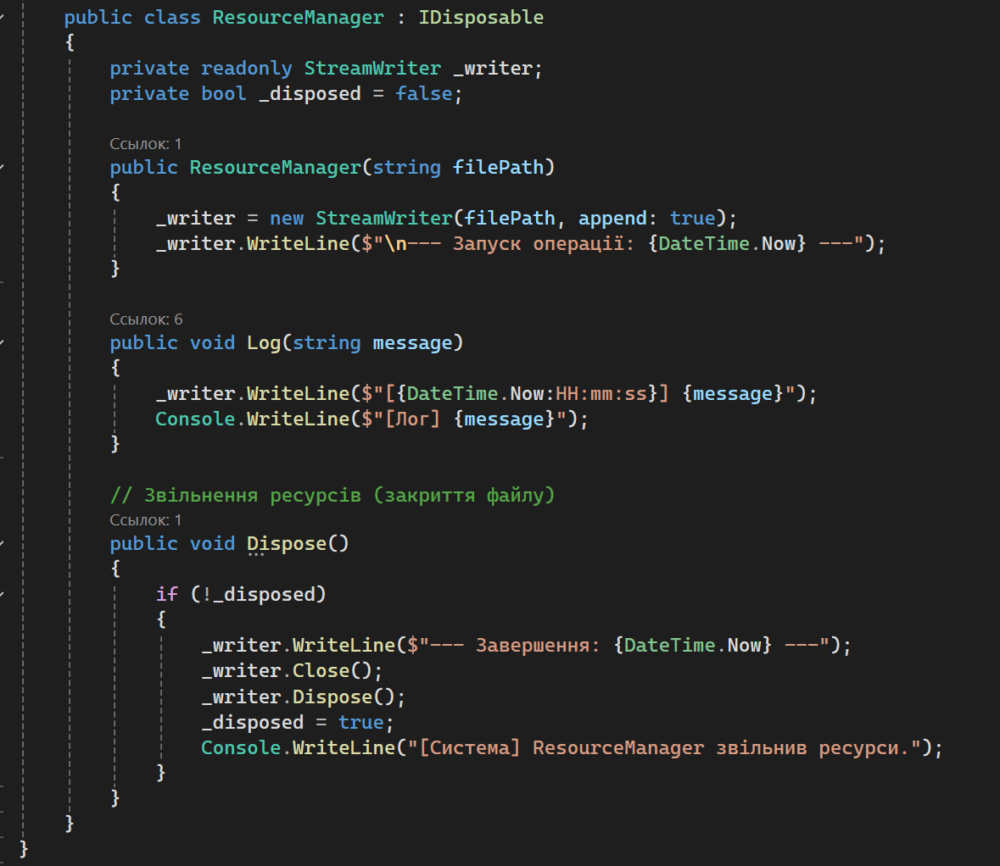 public class ResourceManager : IDisposable
{
private readonly StreamWriter _writer;
private bool _disposed = false;
Ссылок: 1
public ResourceManager(string filePath)
{
_writer = new StreamWriter(filePath, append: true);
_writer.WriteLine($"\n--- Запуск операції: {DateTime.Now} ---");
}
Ссылок: 6
public void Log(string message)
{
_writer.WriteLine($"[{DateTime.Now:HH:mm:ss}] {message}");
Console.WriteLine($"[Лог] {message}");
}
// Звільнення ресурсів (закриття файлу)
Ссылок: 1
public void Dispose()
{
if (!_disposed)
{
_writer.WriteLine($"--- Завершення: {DateTime.Now} ---");
_writer.Close();
_writer.Dispose();
_disposed = true;
Console.WriteLine("[Система] ResourceManager звільнив ресурси.");
}
}
}
}